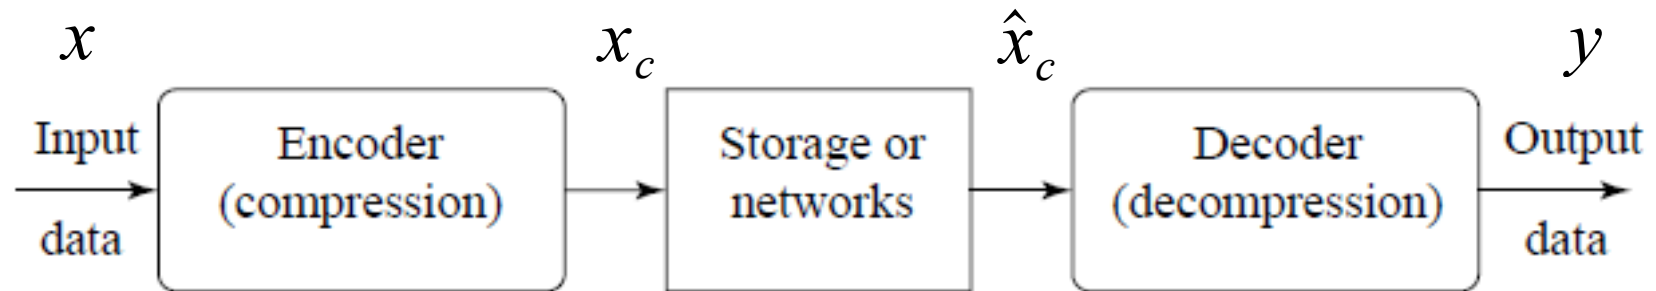 x
x_c
x̂_c
y
Input
data
Encoder
(compression)
Storage or
networks
Decoder
(decompression)
Output
data